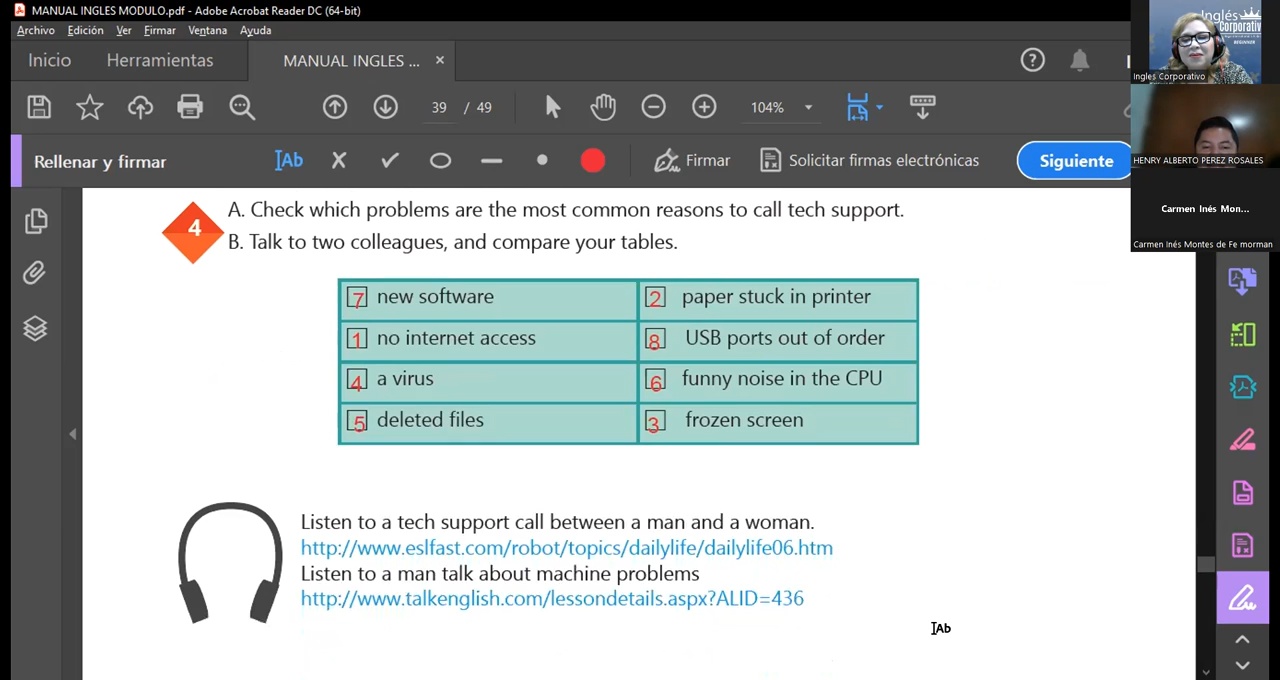 MANUAL INGLES MODULO.pdf - Adobe Acrobat Reader DC (64-bit)
Archivo Edición Ver Firmar Ventana Ayuda
Inicio Herramientas MANUAL INGLES ... ×
39 / 49 104%
Rellenar y firmar Ab Firmar Solicitar firmas electrónicas Siguiente
Inglés
Corporativo
BEGINNER
Ingles Corporativo
HENRY ALBERTO PEREZ ROSALES
Carmen Inés Mon...
Carmen Inés Montes de Fe morman
4
A. Check which problems are the most common reasons to call tech support.
B. Talk to two colleagues, and compare your tables.
7 new software 2 paper stuck in printer
1 no internet access 8 USB ports out of order
4 a virus 6 funny noise in the CPU
5 deleted files 3 frozen screen
Listen to a tech support call between a man and a woman.
http://www.eslfast.com/robot/topics/dailylife/dailylife06.htm
Listen to a man talk about machine problems
http://www.talkenglish.com/lessondetails.aspx?ALID=436
Ab